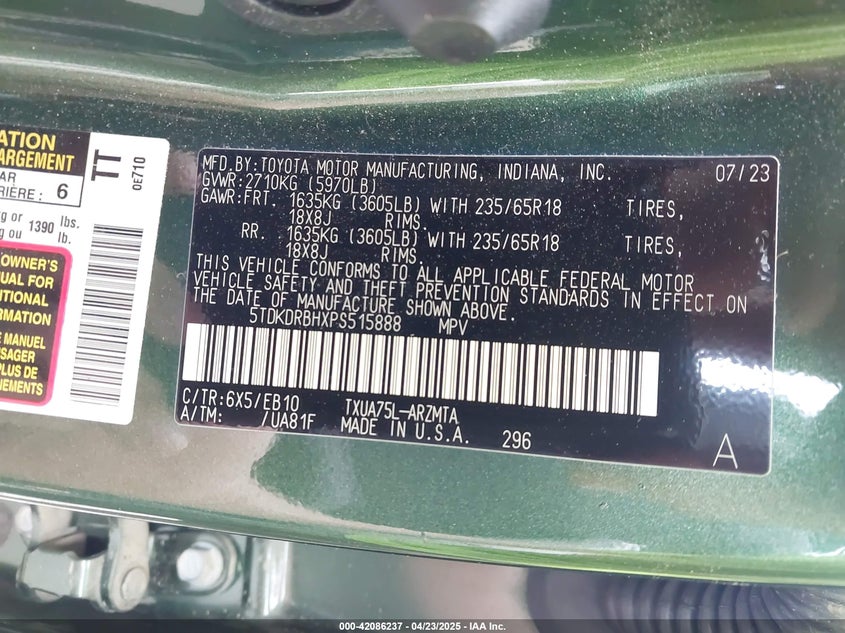 ATION
ARGEMENT
AR
RIÈRE: 6
g or 1390 lbs.
g ou lb.
OWNER'S
UAL FOR
ITIONAL
RMATION
E MANUEL
SAGER
PLUS DE
NEMENTS
TT
0E710
MFD.BY:TOYOTA MOTOR MANUFACTURING, INDIANA, INC. 07/23
GVWR:2710KG (5970LB)
GAWR:FRT. 1635KG (3605LB) WITH 235/65R18 TIRES,
18X8J RIMS.
RR. 1635KG (3605LB) WITH 235/65R18 TIRES,
18X8J RIMS.
THIS VEHICLE CONFORMS TO ALL APPLICABLE FEDERAL MOTOR
VEHICLE SAFETY AND THEFT PREVENTION STANDARDS IN EFFECT ON
THE DATE OF MANUFACTURE SHOWN ABOVE.
5TDKDRBHXPS515888 MPV
C/TR:6X5/EB10 TXUA75L-ARZMTA
A/TM: /UA81F MADE IN U.S.A. 296
A
000-42086237 - 04/23/2025 - IAA Inc.